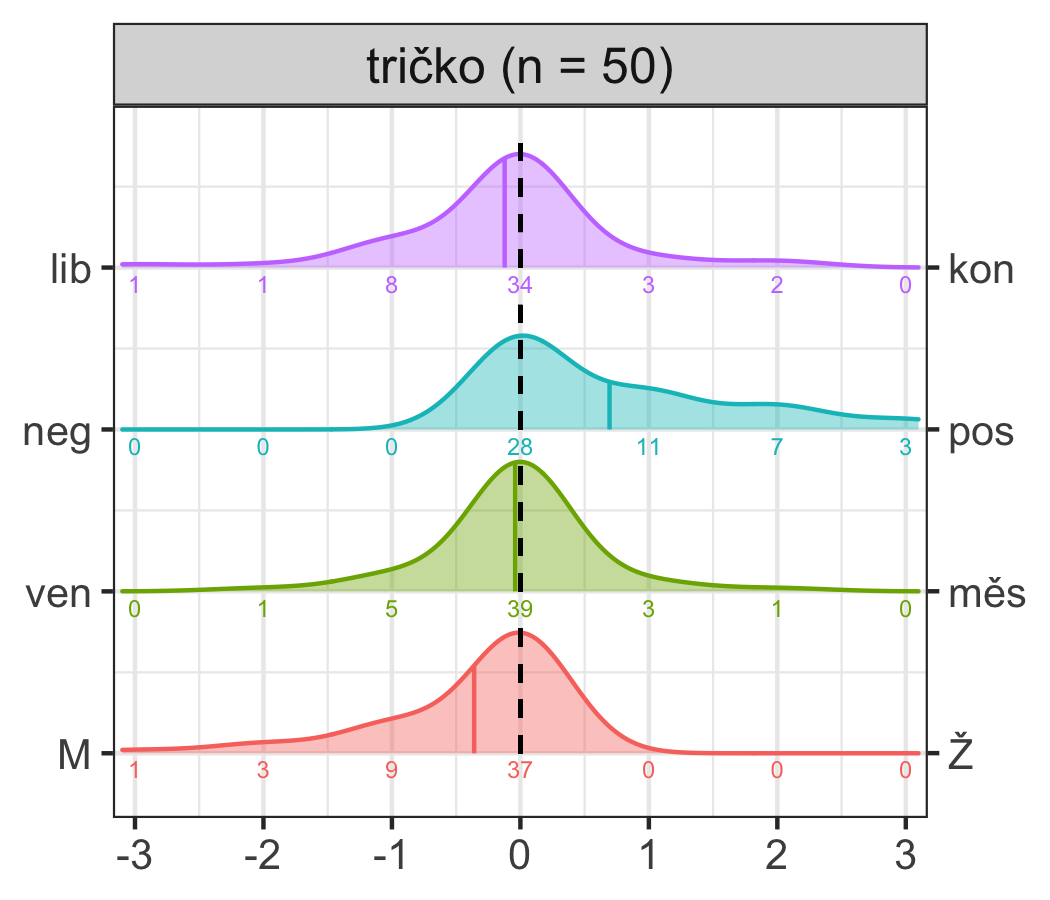 tričko (n = 50)
lib kon
1 1 8 34 3 2 0
neg pos
0 0 0 28 11 7 3
ven měs
0 1 5 39 3 1 0
M Ž
1 3 9 37 0 0 0
-3 -2 -1 0 1 2 3